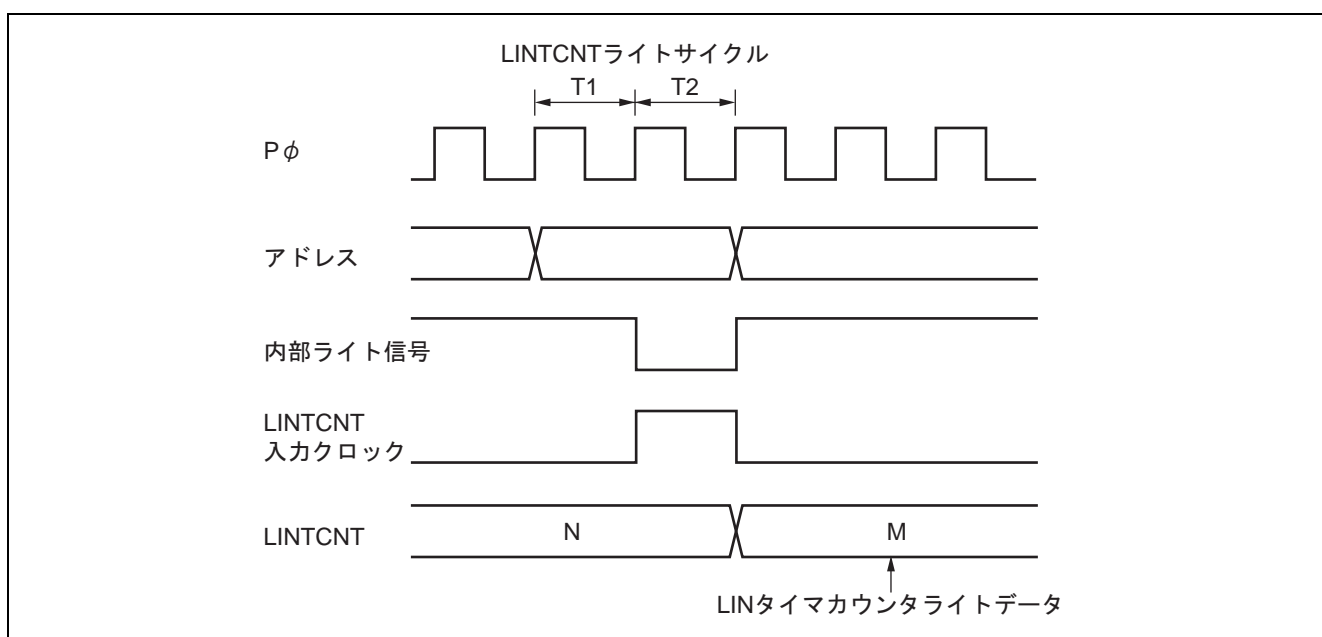 LINTCNTライトサイクル
T1 T2
Pφ
アドレス
内部ライト信号
LINTCNT
入力クロック
LINTCNT N M
LINタイマカウンタライトデータ